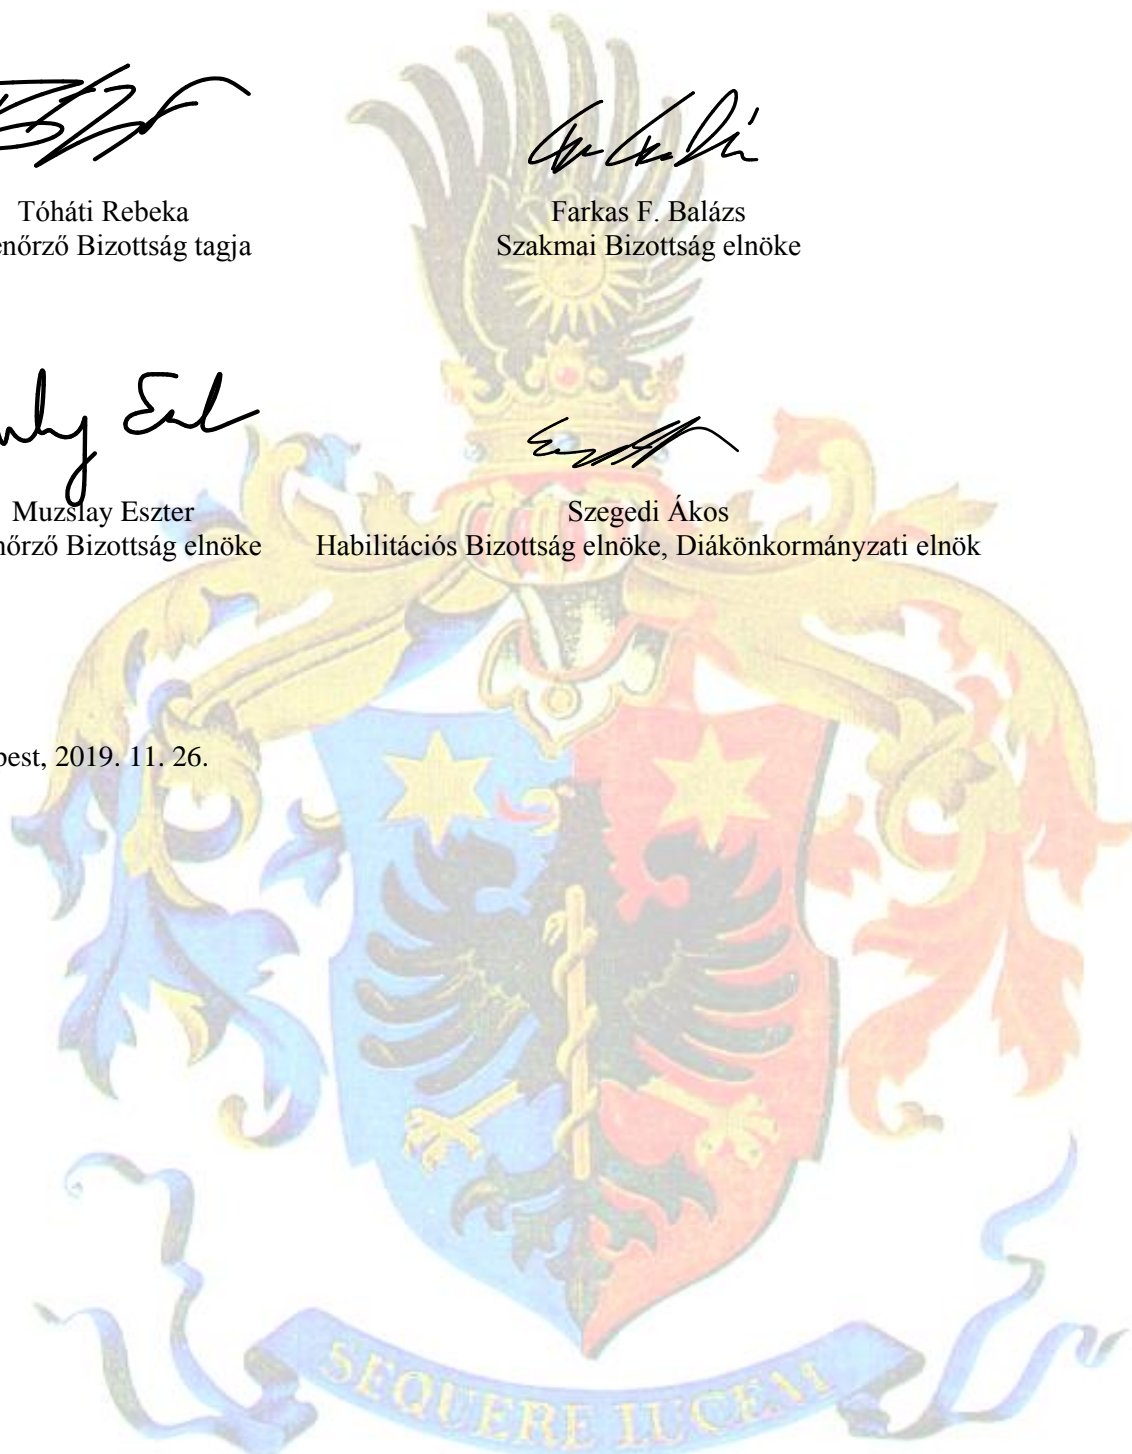 Tóháti Rebeka
enőrző Bizottság tagja
Farkas F. Balázs
Szakmai Bizottság elnöke
Muzslay Eszter
nőrző Bizottság elnöke
Szegedi Ákos
Habilitációs Bizottság elnöke, Diákönkormányzati elnök
pest, 2019. 11. 26.
SEQUERE LUCEM